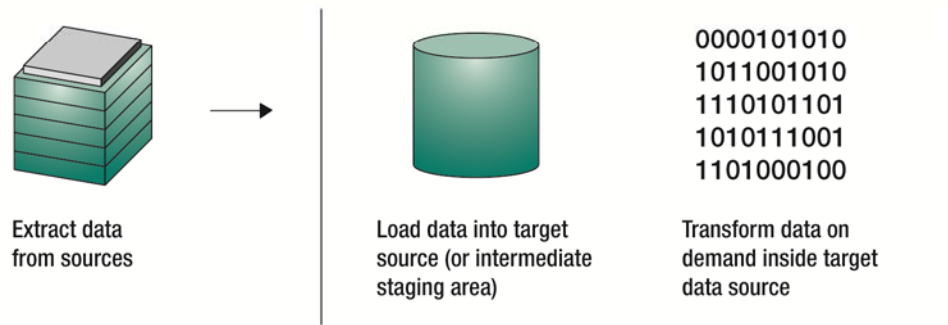 0000101010
1011001010
1110101101
1010111001
1101000100
Extract data
from sources
Load data into target
source (or intermediate
staging area)
Transform data on
demand inside target
data source